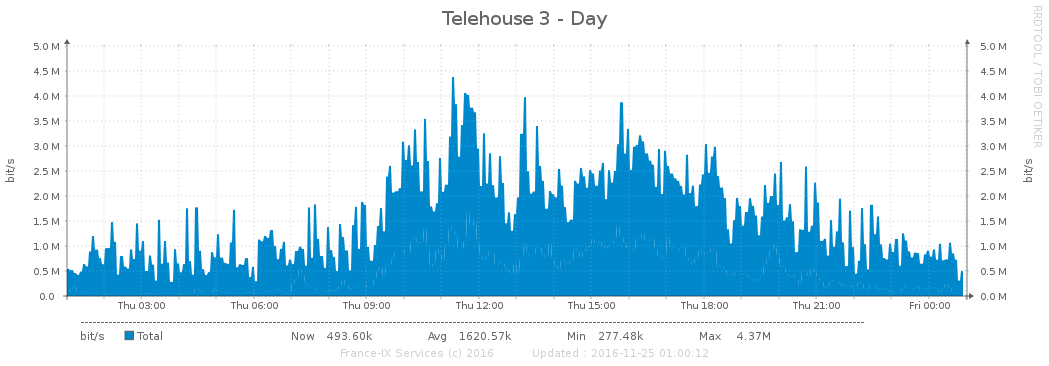 Telehouse 3 - Day
RRDTOOL / TOBI OETIKER
bit/s
bit/s
5.0 M 5.0 M
4.5 M 4.5 M
4.0 M 4.0 M
3.5 M 3.5 M
3.0 M 3.0 M
2.5 M 2.5 M
2.0 M 2.0 M
1.5 M 1.5 M
1.0 M 1.0 M
0.5 M 0.5 M
0.0 0.0 M
Thu 03:00 Thu 06:00 Thu 09:00 Thu 12:00 Thu 15:00 Thu 18:00 Thu 21:00 Fri 00:00
bit/s Total Now 493.60k Avg 1620.57k Min 277.48k Max 4.37M
France-IX Services (c) 2016 Updated : 2016-11-25 01:00:12